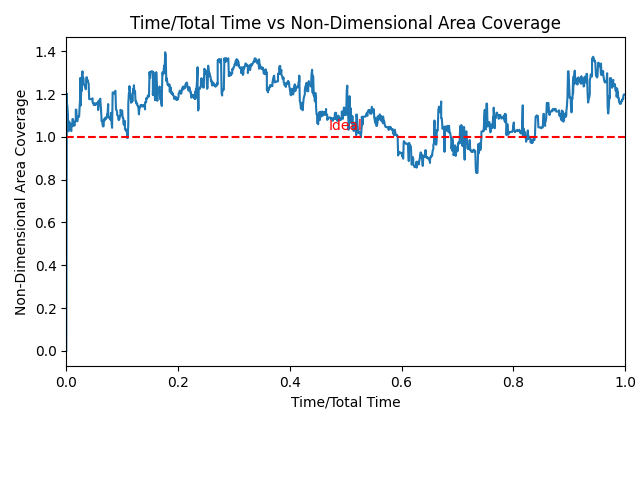 Time/Total Time vs Non-Dimensional Area Coverage
Non-Dimensional Area Coverage
1.4
1.2
1.0
0.8
0.6
0.4
0.2
0.0
Ideal
0.0 0.2 0.4 0.6 0.8 1.0
Time/Total Time